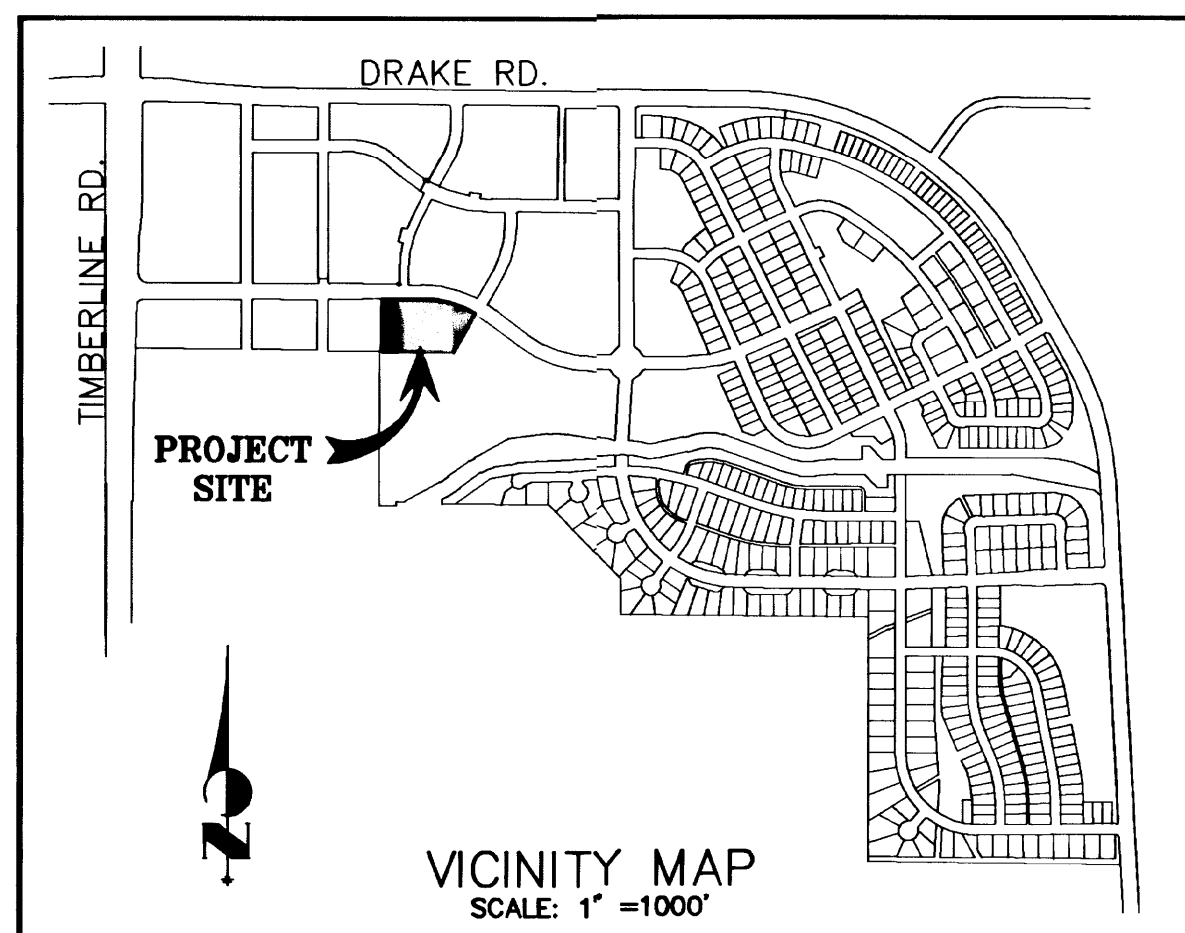 DRAKE RD.
TIMBERLINE RD.
PROJECT
SITE
N
VICINITY MAP
SCALE: 1" =1000'